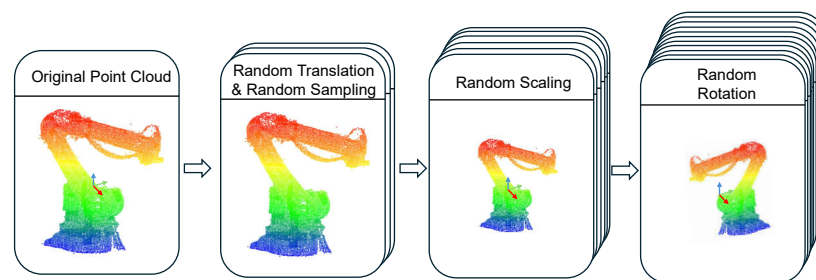 Original Point Cloud
Random Translation
& Random Sampling
Random Scaling
Random
Rotation